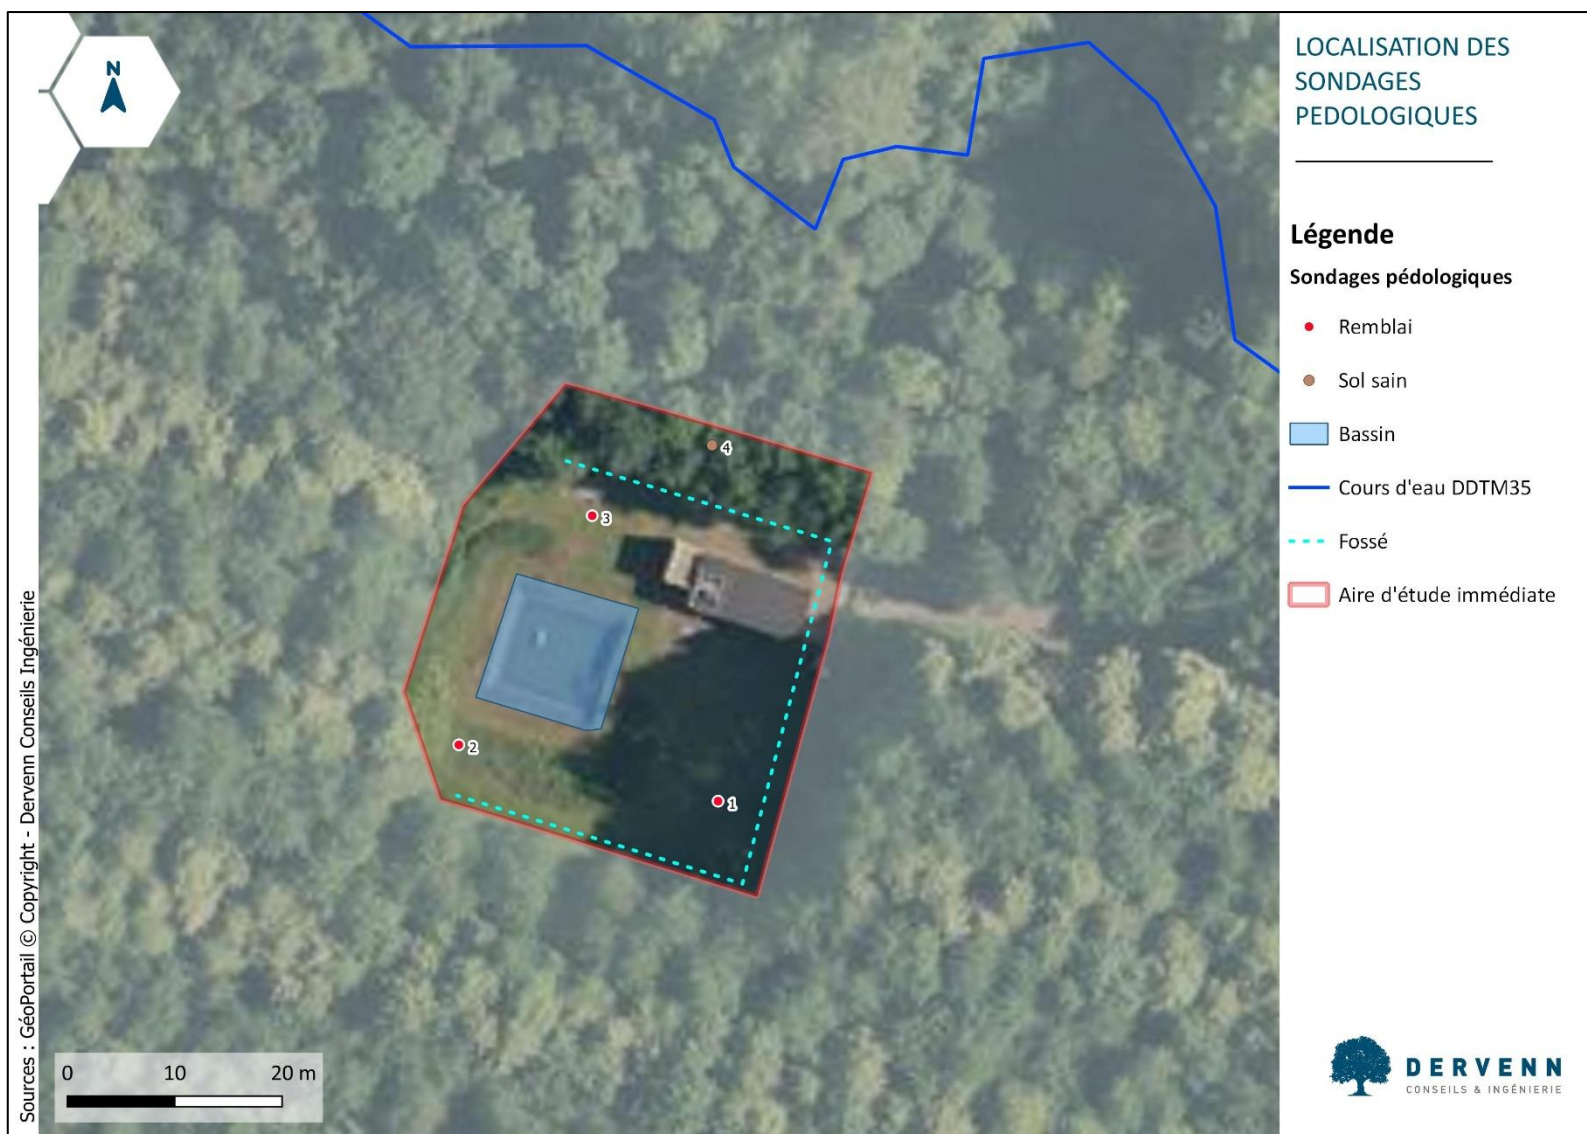 N
LOCALISATION DES
SONDAGES
PEDOLOGIQUES
Légende
Sondages pédologiques
Remblai
Sol sain
Bassin
Cours d'eau DDTM35
Fossé
Aire d'étude immédiate
4
3
2
1
0 10 20 m
Sources : GéoPortail © Copyright - Dervenn Conseils Ingénierie
DERVENN
CONSEILS & INGÉNIERIE